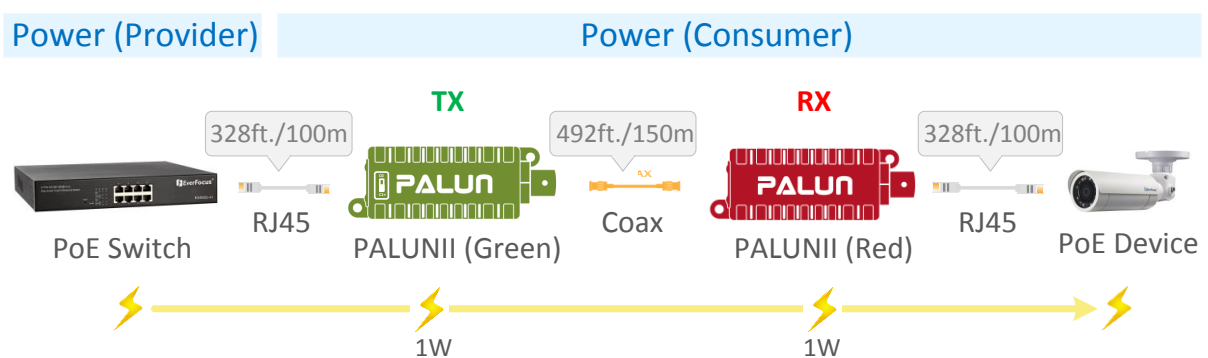 Power (Provider)
Power (Consumer)
TX
RX
328ft./100m
492ft./150m
328ft./100m
EverFocus
PALUN
PALUN
RJ45
Coax
RJ45
PoE Switch
PALUNII (Green)
PALUNII (Red)
PoE Device
1W
1W